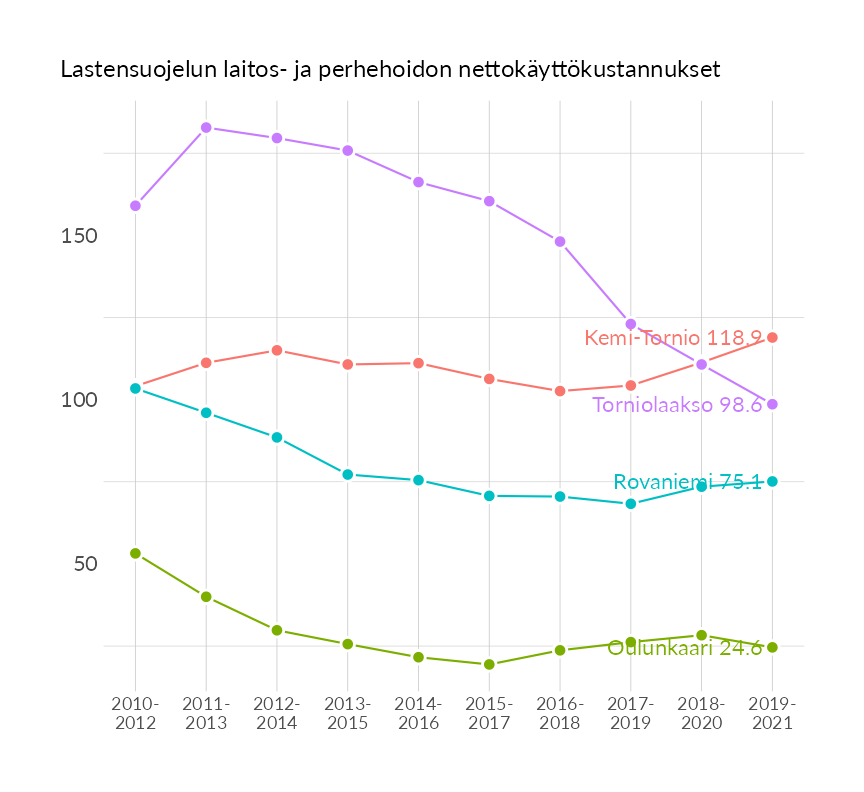 Lastensuojelun laitos- ja perhehoidon nettokäyttökustannukset
150
100
50
Kemi-Tornio 118.9
Torniolaakso 98.6
Rovaniemi 75.1
Oulunkaari 24.6
2010- 2011- 2012- 2013- 2014- 2015- 2016- 2017- 2018- 2019-
2012 2013 2014 2015 2016 2017 2018 2019 2020 2021